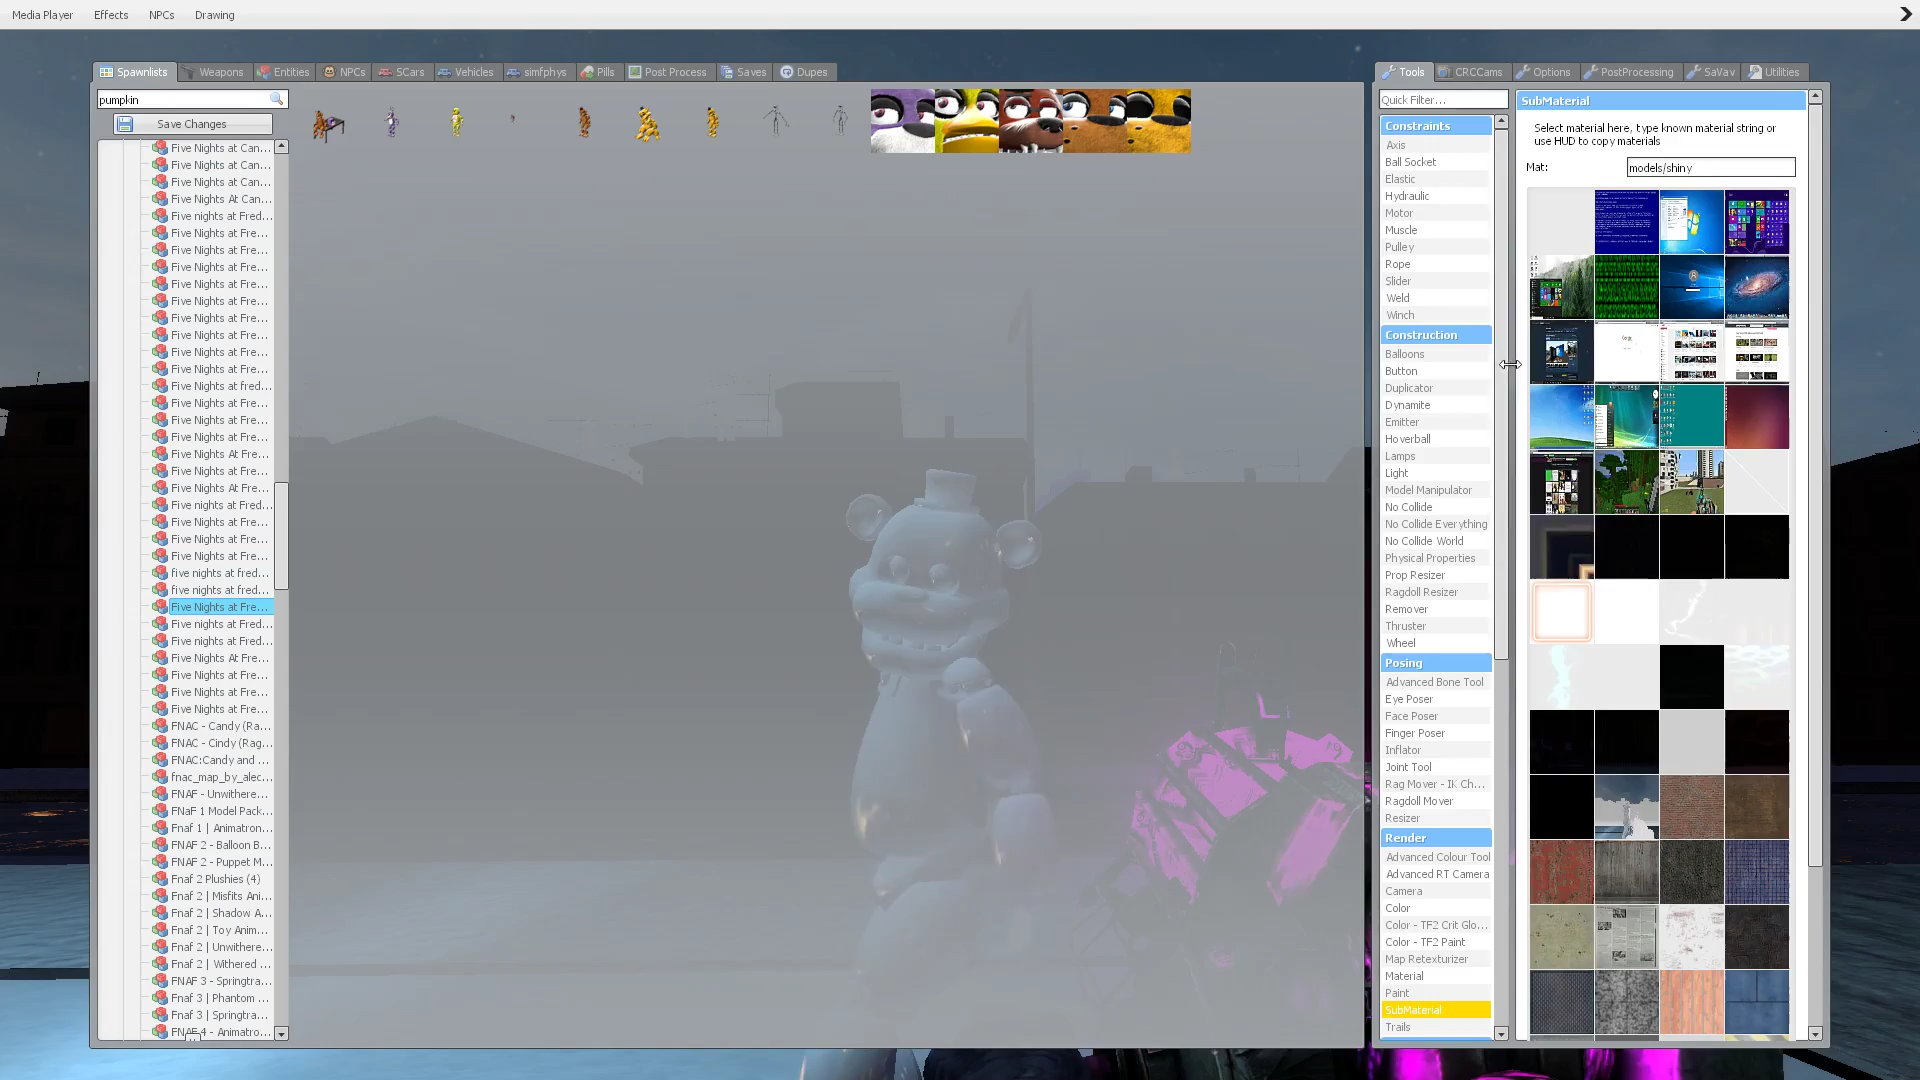 Media Player Effects NPCs Drawing
Spawnlists Weapons Entities NPCs SCars Vehicles simfphys Pills Post Process Saves Dupes
pumpkin
Save Changes
Five Nights at Can...
Five Nights at Can...
Five Nights at Can...
Five Nights At Can...
Five nights at Fred...
Five Nights at Fre...
Five Nights at Fre...
Five Nights at Fre...
Five Nights at Fre...
Five Nights at Fre...
Five Nights at Fre...
Five Nights at Fre...
Five Nights at Fre...
Five Nights at Fre...
Five Nights at fred...
Five Nights at Fre...
Five Nights at Fre...
Five Nights at Fre...
Five Nights At Fre...
Five Nights at Fre...
Five Nights At Fre...
Five nights at Fred...
Five Nights at Fre...
Five Nights at Fre...
Five Nights at Fre...
five nights at fred...
five nights at fred...
Five Nights at Fre...
Five nights at Fred...
Five nights at Fred...
Five Nights At Fre...
Five Nights at Fre...
Five Nights at Fre...
Five Nights at Fre...
FNAC - Candy (Ra...
FNAC - Cindy (Rag...
FNAC:Candy and ...
fnac_map_by_alec...
FNAF - Unwithere...
FNaF 1 Model Pack...
Fnaf 1 | Animatron...
FNAF 2 - Balloon B...
FNAF 2 - Puppet M...
Fnaf 2 Plushies (4)
Fnaf 2 | Misfits Ani...
Fnaf 2 | Shadow A...
Fnaf 2 | Toy Anim...
Fnaf 2 | Unwithere...
Fnaf 2 | Withered ...
FNAF 3 - Springtra...
Fnaf 3 | Phantom ...
Fnaf 3 | Springtra...
FNAF 4 - Animatro...
Tools CRCCams Options PostProcessing SaVav Utilities
Quick Filter...
Constraints
Axis
Ball Socket
Elastic
Hydraulic
Motor
Muscle
Pulley
Rope
Slider
Weld
Winch
Construction
Balloons
Button
Duplicator
Dynamite
Emitter
Hoverball
Lamps
Light
Model Manipulator
No Collide
No Collide Everything
No Collide World
Physical Properties
Prop Resizer
Ragdoll Resizer
Remover
Thruster
Wheel
Posing
Advanced Bone Tool
Eye Poser
Face Poser
Finger Poser
Inflator
Joint Tool
Rag Mover - IK Ch...
Ragdoll Mover
Resizer
Render
Advanced Colour Tool
Advanced RT Camera
Camera
Color
Color - TF2 Crit Glo...
Color - TF2 Paint
Map Retexturizer
Material
Paint
SubMaterial
Trails
SubMaterial
Select material here, type known material string or
use HUD to copy materials
Mat: models/shiny